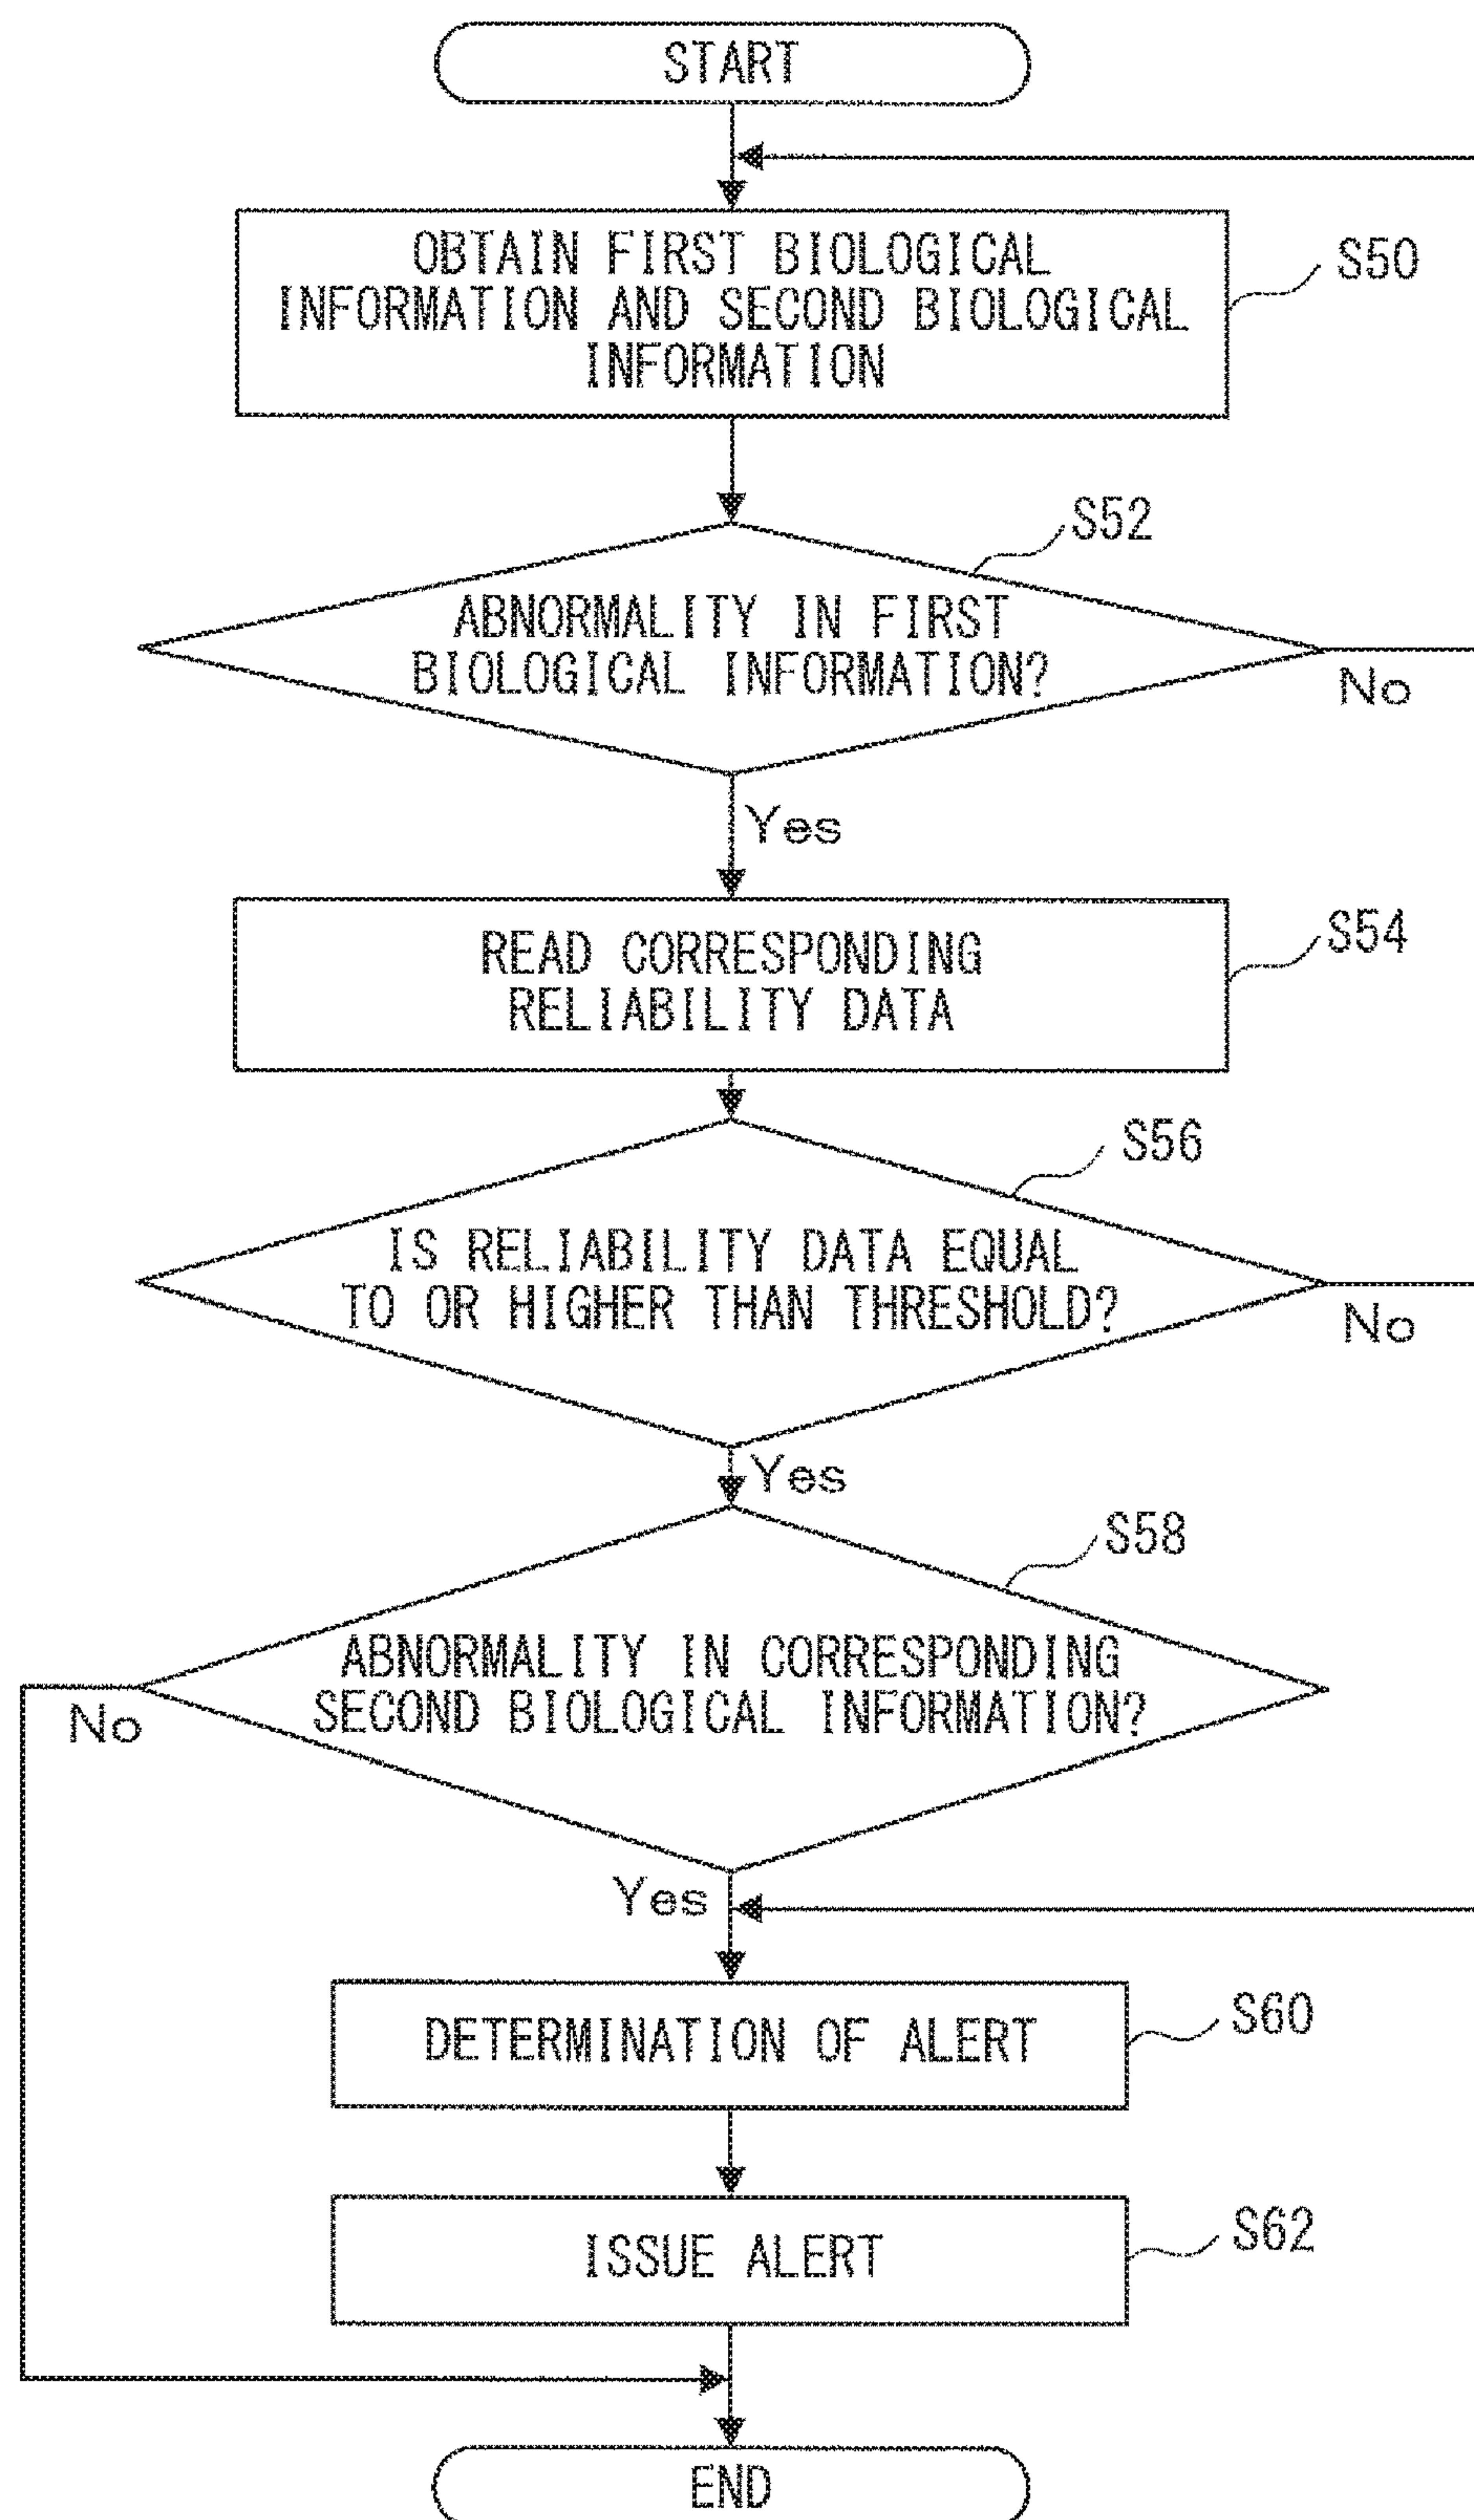 START
OBTAIN FIRST BIOLOGICAL
INFORMATION AND SECOND BIOLOGICAL
INFORMATION
S50
S52
ABNORMALITY IN FIRST
BIOLOGICAL INFORMATION?
No
Yes
READ CORRESPONDING
RELIABILITY DATA
S54
S56
IS RELIABILITY DATA EQUAL
TO OR HIGHER THAN THRESHOLD?
No
Yes
S58
ABNORMALITY IN CORRESPONDING
SECOND BIOLOGICAL INFORMATION?
No
Yes
DETERMINATION OF ALERT
S60
ISSUE ALERT
S62
END